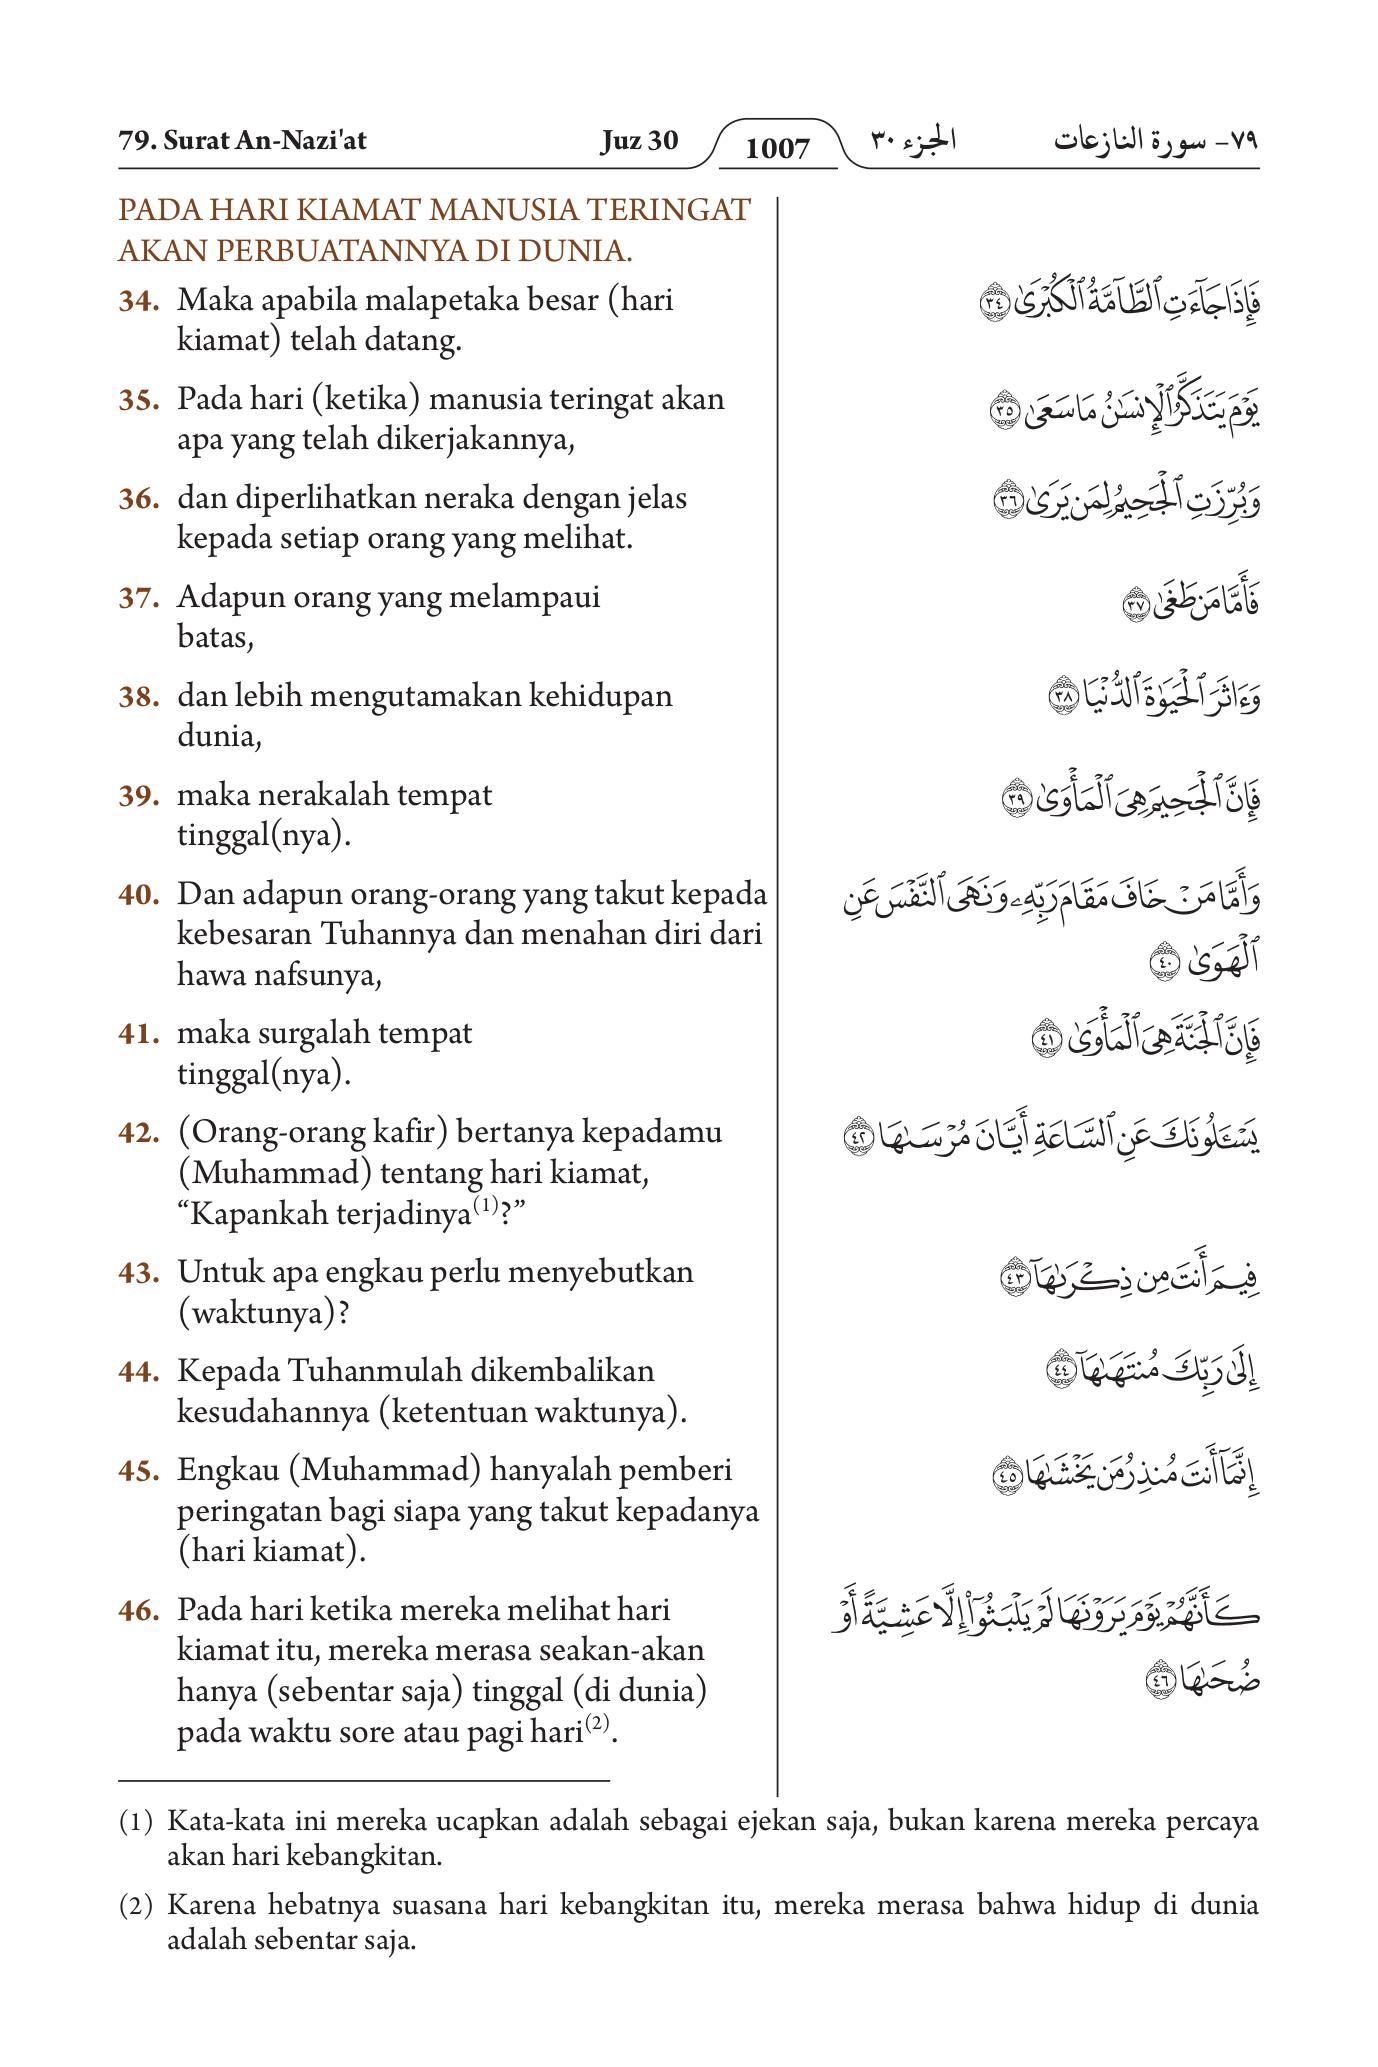 79. Surat An-Nazi'at Juz 30 1007 الجزء ٣٠ ٧٩- سورة النازعات
PADA HARI KIAMAT MANUSIA TERINGAT
AKAN PERBUATANNYA DI DUNIA.
34. Maka apabila malapetaka besar (hari
kiamat) telah datang.
فَإِذَا جَآءَتِ ٱلطَّآمَّةُ ٱلْكُبْرَىٰ ٣٤
35. Pada hari (ketika) manusia teringat akan
apa yang telah dikerjakannya,
يَوْمَ يَتَذَكَّرُ ٱلْإِنسَٰنُ مَا سَعَىٰ ٣٥
36. dan diperlihatkan neraka dengan jelas
kepada setiap orang yang melihat.
وَبُرِّزَتِ ٱلْجَحِيمُ لِمَن يَرَىٰ ٣٦
37. Adapun orang yang melampaui
batas,
فَأَمَّا مَن طَغَىٰ ٣٧
38. dan lebih mengutamakan kehidupan
dunia,
وَءَاثَرَ ٱلْحَيَوٰةَ ٱلدُّنْيَا ٣٨
39. maka nerakalah tempat
tinggal(nya).
فَإِنَّ ٱلْجَحِيمَ هِىَ ٱلْمَأْوَىٰ ٣٩
40. Dan adapun orang-orang yang takut kepada
kebesaran Tuhannya dan menahan diri dari
hawa nafsunya,
وَأَمَّا مَنْ خَافَ مَقَامَ رَبِّهِۦ وَنَهَى ٱلنَّفْسَ عَنِ
ٱلْهَوَىٰ ٤٠
41. maka surgalah tempat
tinggal(nya).
فَإِنَّ ٱلْجَنَّةَ هِىَ ٱلْمَأْوَىٰ ٤١
42. (Orang-orang kafir) bertanya kepadamu
(Muhammad) tentang hari kiamat,
“Kapankah terjadinya(1)?”
يَسْـَٔلُونَكَ عَنِ ٱلسَّاعَةِ أَيَّانَ مُرْسَىٰهَا ٤٢
43. Untuk apa engkau perlu menyebutkan
(waktunya)?
فِيمَ أَنتَ مِن ذِكْرَىٰهَآ ٤٣
44. Kepada Tuhanmulah dikembalikan
kesudahannya (ketentuan waktunya).
إِلَىٰ رَبِّكَ مُنتَهَىٰهَآ ٤٤
45. Engkau (Muhammad) hanyalah pemberi
peringatan bagi siapa yang takut kepadanya
(hari kiamat).
إِنَّمَآ أَنتَ مُنذِرُ مَن يَخْشَىٰهَا ٤٥
46. Pada hari ketika mereka melihat hari
kiamat itu, mereka merasa seakan-akan
hanya (sebentar saja) tinggal (di dunia)
pada waktu sore atau pagi hari(2).
كَأَنَّهُمْ يَوْمَ يَرَوْنَهَا لَمْ يَلْبَثُوٓا۟ إِلَّا عَشِيَّةً أَوْ
ضُحَىٰهَا ٤٦
(1) Kata-kata ini mereka ucapkan adalah sebagai ejekan saja, bukan karena mereka percaya
akan hari kebangkitan.
(2) Karena hebatnya suasana hari kebangkitan itu, mereka merasa bahwa hidup di dunia
adalah sebentar saja.